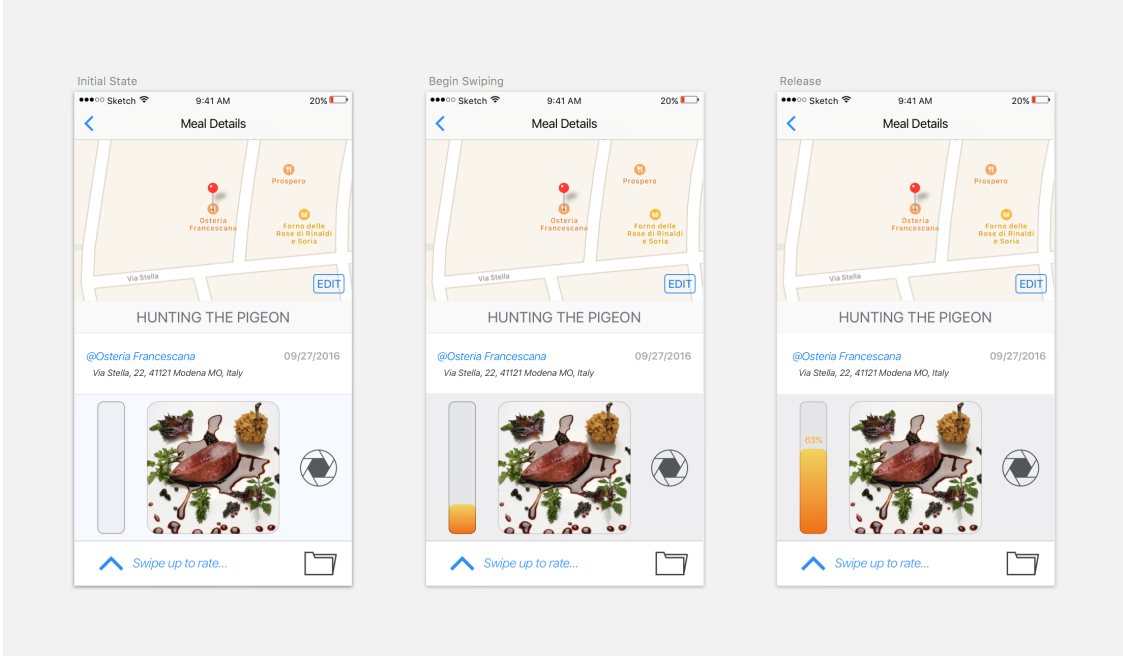 Initial State
Sketch 9:41 AM 20%
Meal Details
Prospero
Osteria
Francescana
Forno delle
Rose di Rinaldi
e Soria
Via Stella
EDIT
HUNTING THE PIGEON
@Osteria Francescana 09/27/2016
Via Stella, 22, 41121 Modena MO, Italy
Swipe up to rate...
Begin Swiping
Sketch 9:41 AM 20%
Meal Details
Prospero
Osteria
Francescana
Forno delle
Rose di Rinaldi
e Soria
Via Stella
EDIT
HUNTING THE PIGEON
@Osteria Francescana 09/27/2016
Via Stella, 22, 41121 Modena MO, Italy
Swipe up to rate...
Release
Sketch 9:41 AM 20%
Meal Details
Prospero
Osteria
Francescana
Forno delle
Rose di Rinaldi
e Soria
Via Stella
EDIT
HUNTING THE PIGEON
@Osteria Francescana 09/27/2016
Via Stella, 22, 41121 Modena MO, Italy
63%
Swipe up to rate...